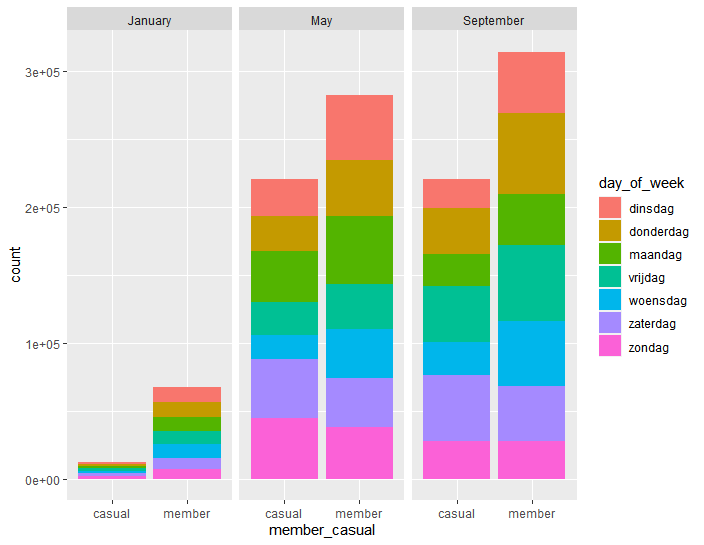 January May September
count
3e+05
2e+05
1e+05
0e+00
casual member casual member casual member
member_casual
day_of_week
dinsdag
donderdag
maandag
vrijdag
woensdag
zaterdag
zondag